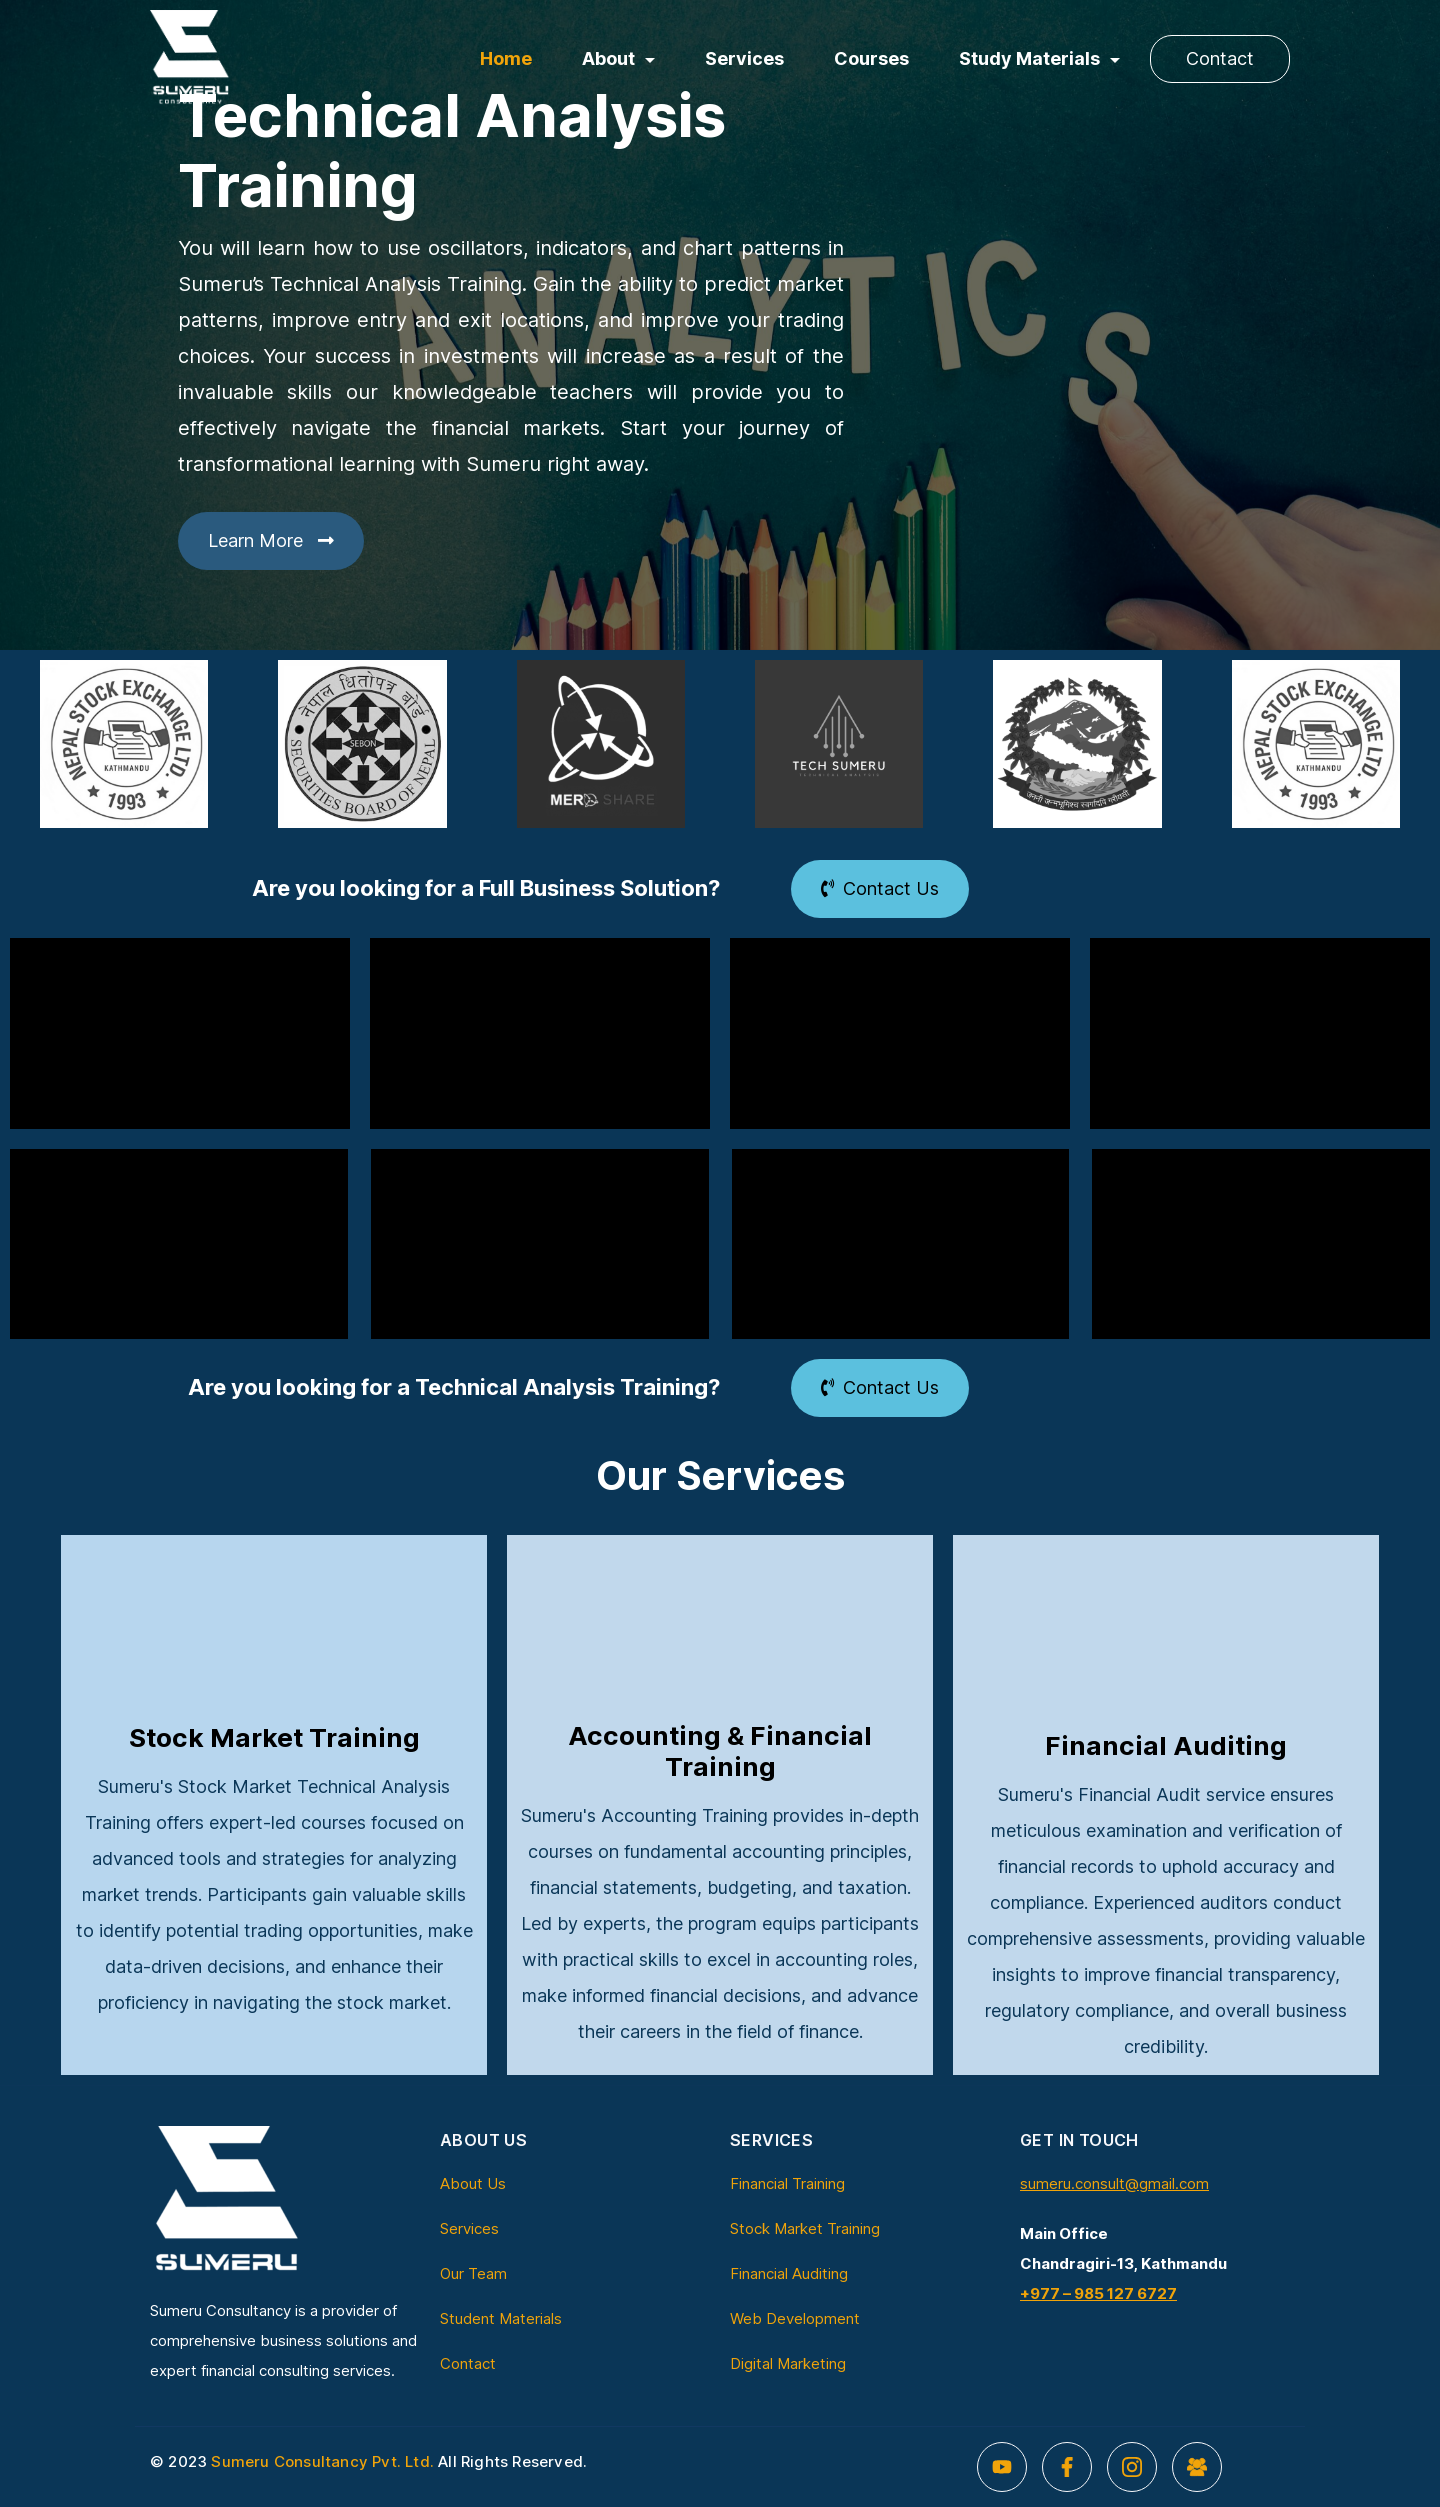 SUMERU
CONSULTANCY
Home
About
Services
Courses
Study Materials
Contact
Technical Analysis
Training
ANALYTICS
You will learn how to use oscillators, indicators, and chart patterns in
Sumeru’s Technical Analysis Training. Gain the ability to predict market
patterns, improve entry and exit locations, and improve your trading
choices. Your success in investments will increase as a result of the
invaluable skills our knowledgeable teachers will provide you to
effectively navigate the financial markets. Start your journey of
transformational learning with Sumeru right away.
Learn More
NEPAL STOCK EXCHANGE LTD.
KATHMANDU
1993
नेपाल धितोपत्र बोर्ड
SEBON
SECURITIES BOARD OF NEPAL
MERO SHARE
TECH SUMERU
TECHNICAL ANALYSIS
जननी जन्मभूमिश्च स्वर्गादपि गरीयसी
NEPAL STOCK EXCHANGE LTD.
KATHMANDU
1993
Are you looking for a Full Business Solution?
Contact Us
Are you looking for a Technical Analysis Training?
Contact Us
Our Services
Stock Market Training
Sumeru's Stock Market Technical Analysis
Training offers expert-led courses focused on
advanced tools and strategies for analyzing
market trends. Participants gain valuable skills
to identify potential trading opportunities, make
data-driven decisions, and enhance their
proficiency in navigating the stock market.
Accounting & Financial
Training
Sumeru's Accounting Training provides in-depth
courses on fundamental accounting principles,
financial statements, budgeting, and taxation.
Led by experts, the program equips participants
with practical skills to excel in accounting roles,
make informed financial decisions, and advance
their careers in the field of finance.
Financial Auditing
Sumeru's Financial Audit service ensures
meticulous examination and verification of
financial records to uphold accuracy and
compliance. Experienced auditors conduct
comprehensive assessments, providing valuable
insights to improve financial transparency,
regulatory compliance, and overall business
credibility.
SUMERU
Sumeru Consultancy is a provider of
comprehensive business solutions and
expert financial consulting services.
ABOUT US
About Us
Services
Our Team
Student Materials
Contact
SERVICES
Financial Training
Stock Market Training
Financial Auditing
Web Development
Digital Marketing
GET IN TOUCH
sumeru.consult@gmail.com
Main Office
Chandragiri-13, Kathmandu
+977 – 985 127 6727
© 2023 Sumeru Consultancy Pvt. Ltd. All Rights Reserved.